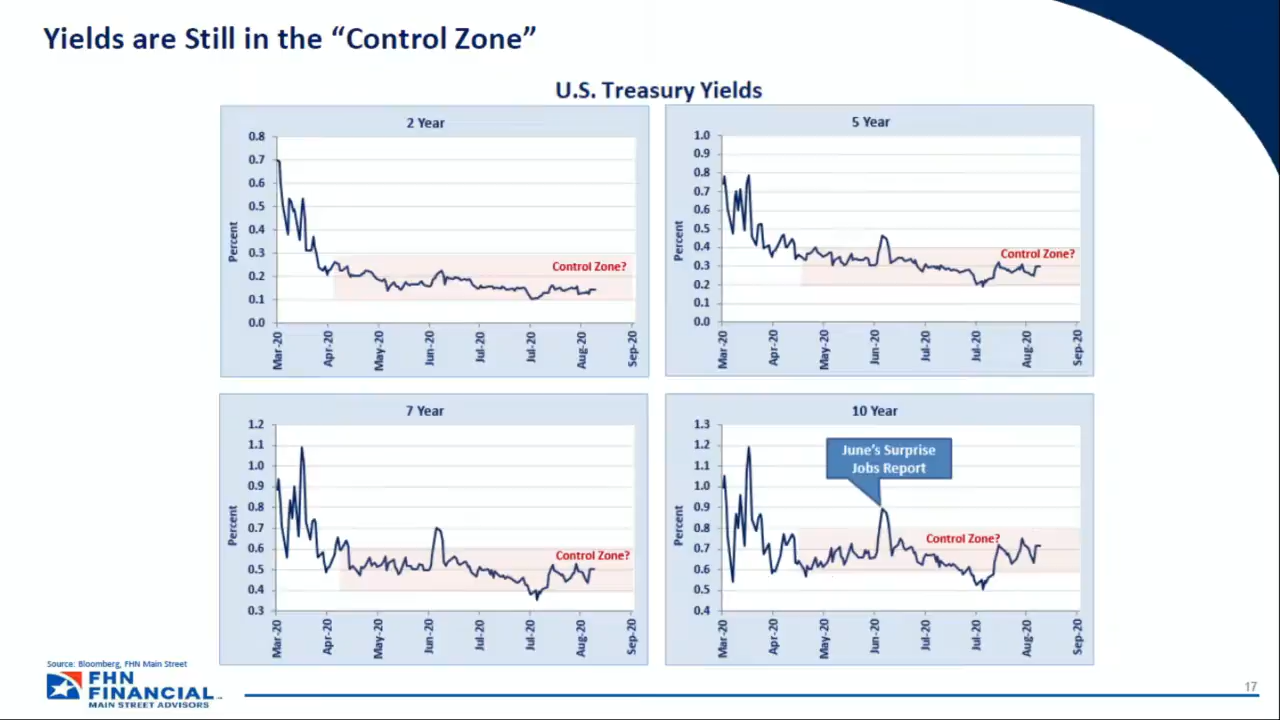 Yields are Still in the “Control Zone”
U.S. Treasury Yields
2 Year
Percent
0.8
0.7
0.6
0.5
0.4
0.3
0.2
0.1
0.0
Control Zone?
Mar-20
Apr-20
May-20
Jun-20
Jul-20
Jul-20
Aug-20
Sep-20
5 Year
Percent
1.0
0.9
0.8
0.7
0.6
0.5
0.4
0.3
0.2
0.1
0.0
Control Zone?
Mar-20
Apr-20
May-20
Jun-20
Jul-20
Jul-20
Aug-20
Sep-20
7 Year
Percent
1.2
1.1
1.0
0.9
0.8
0.7
0.6
0.5
0.4
0.3
Control Zone?
Mar-20
Apr-20
May-20
Jun-20
Jul-20
Jul-20
Aug-20
Sep-20
10 Year
Percent
1.3
1.2
1.1
1.0
0.9
0.8
0.7
0.6
0.5
0.4
June’s Surprise
Jobs Report
Control Zone?
Mar-20
Apr-20
May-20
Jun-20
Jul-20
Jul-20
Aug-20
Sep-20
Source: Bloomberg, FHN Main Street
FHN
FINANCIAL
MAIN STREET ADVISORS
17